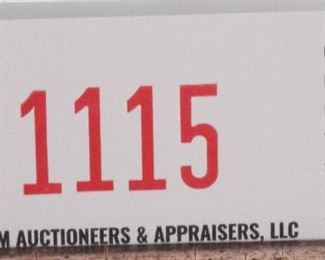 1115
M AUCTIONEERS & APPRAISERS, LLC